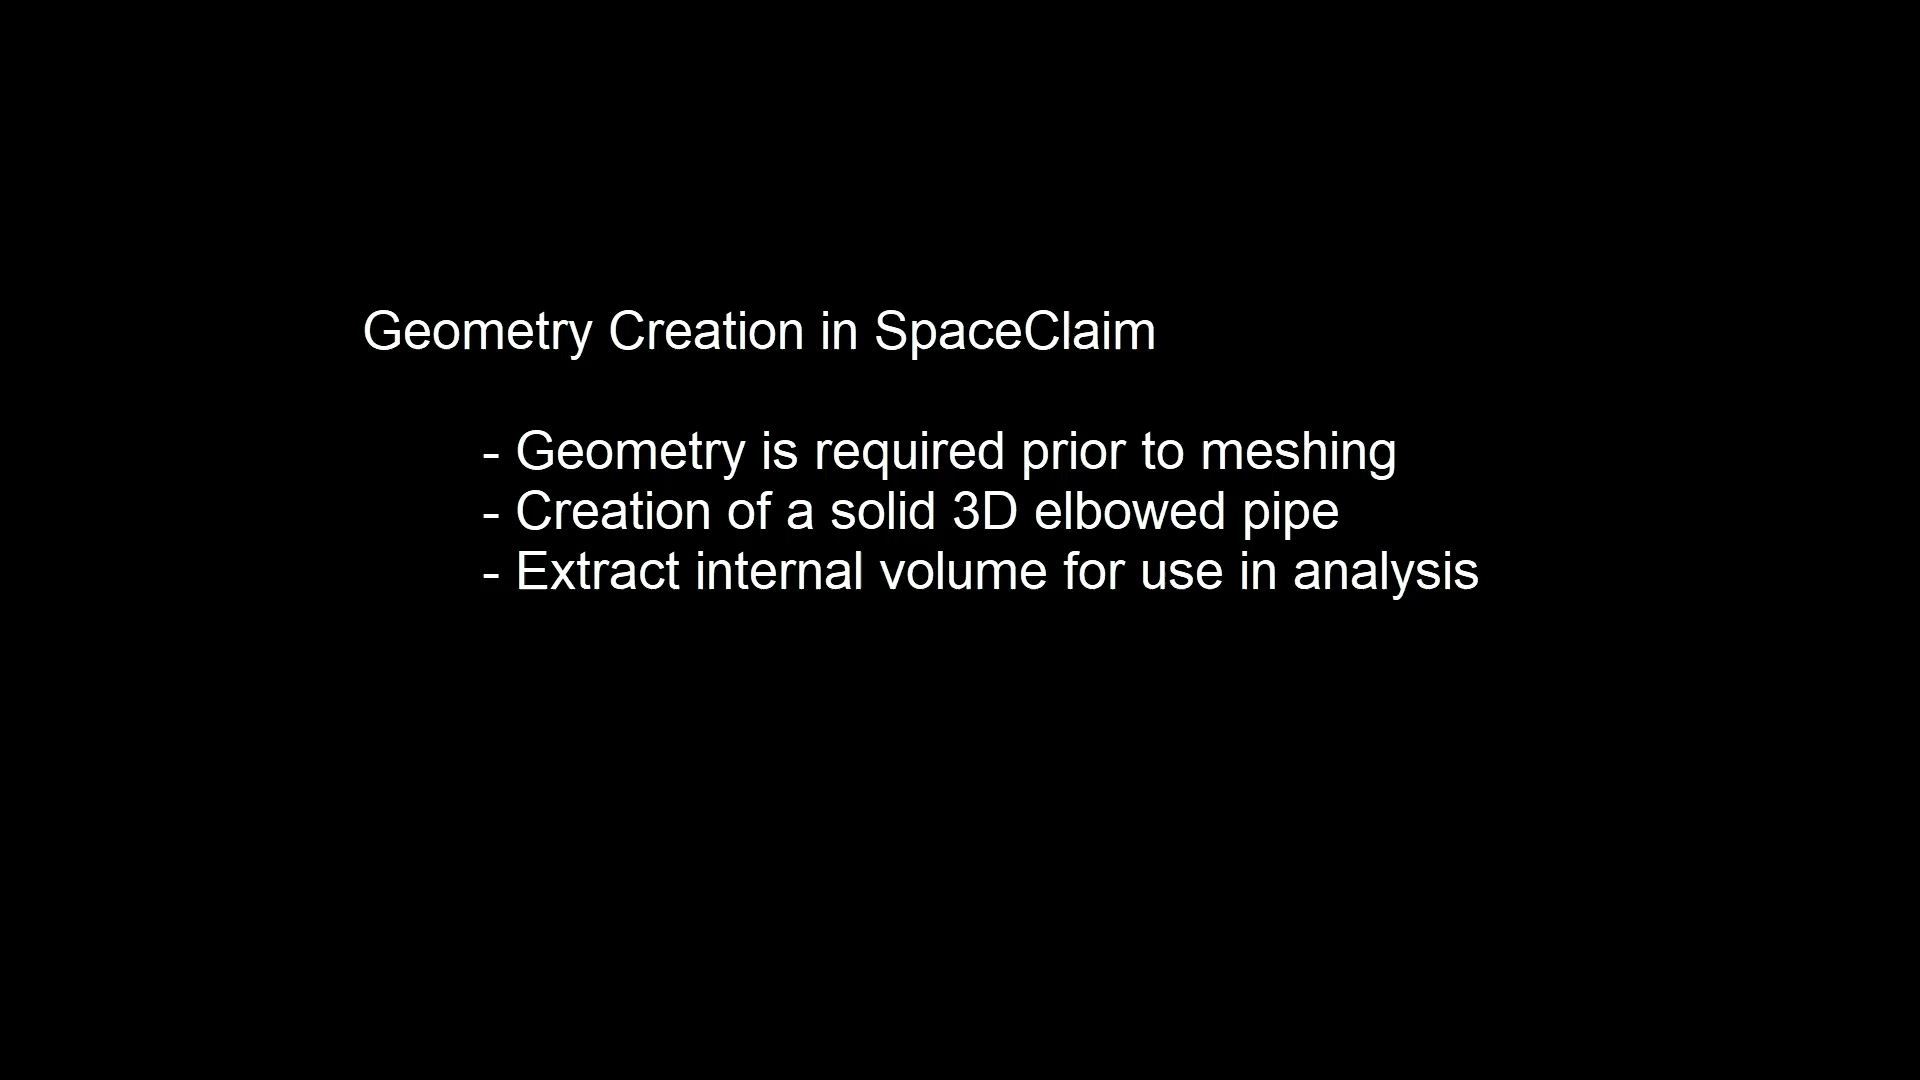 Geometry Creation in SpaceClaim
- Geometry is required prior to meshing
- Creation of a solid 3D elbowed pipe
- Extract internal volume for use in analysis